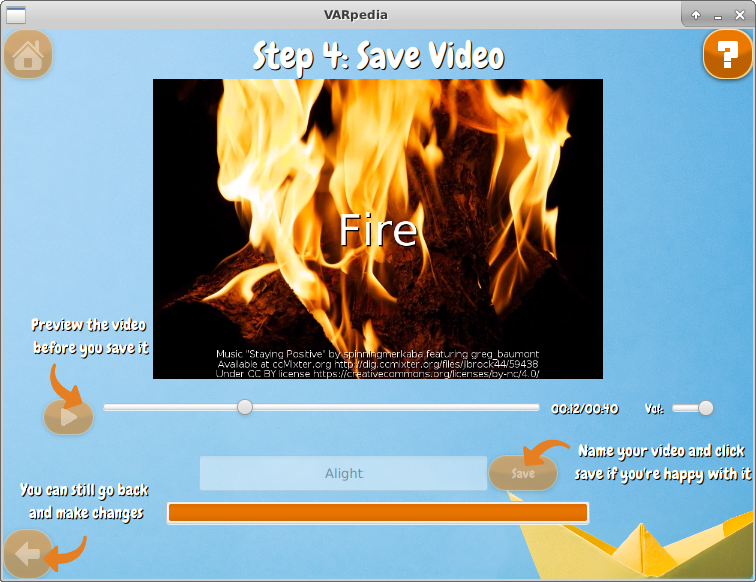 VARpedia
Step 4: Save Video
?
Fire
Music "Staying Positive" by spinningmerkaba featuring greg_baumont
Available at ccMixter.org http://dig.ccmixter.org/files/jbrock44/59438
Under CC BY license https://creativecommons.org/licenses/by-nc/4.0/
Preview the video
before you save it
00:12/00:40
Vol:
Name your video and click
save if you're happy with it
Alight
Save
You can still go back
and make changes